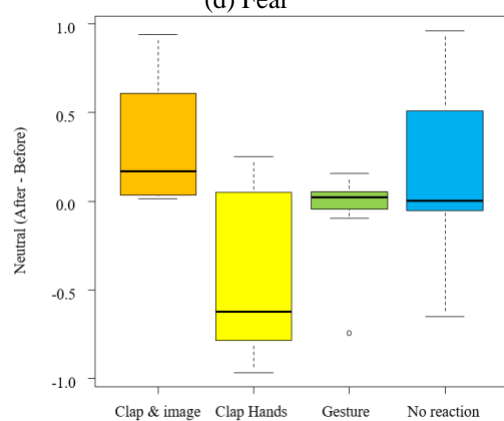 (d) Fear
1.0
0.5
0.0
-0.5
-1.0
Neutral (After - Before)
Clap & image
Clap Hands
Gesture
No reaction